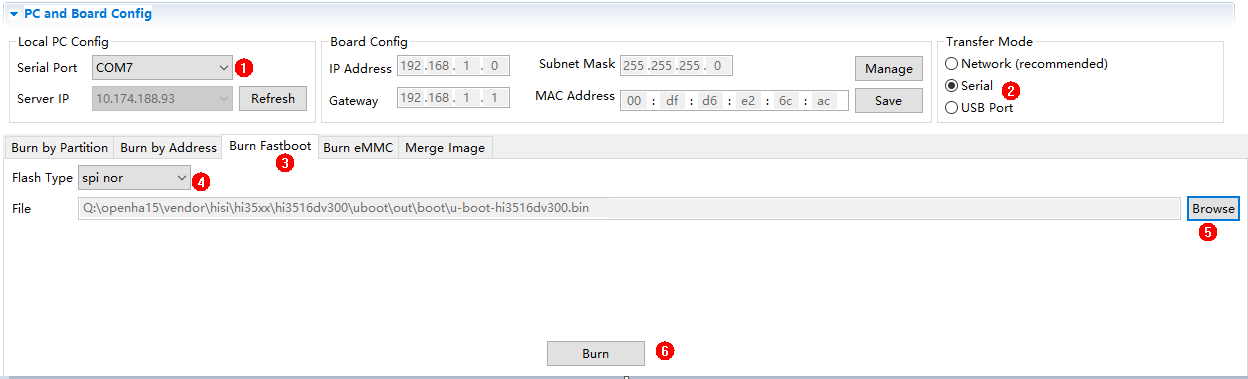 PC and Board Config
Local PC Config
Serial Port COM7 1
Server IP 10.174.188.93 Refresh
Board Config
IP Address 192 .168 . 1 . 0 Subnet Mask 255 .255 .255 . 0 Manage
Gateway 192 .168 . 1 . 1 MAC Address 00 : df : d6 : e2 : 6c : ac Save
Transfer Mode
Network (recommended)
Serial 2
USB Port
Burn by Partition Burn by Address Burn Fastboot Burn eMMC Merge Image
3
Flash Type spi nor 4
File Q:\openha15\vendor\hisi\hi35xx\hi3516dv300\uboot\out\boot\u-boot-hi3516dv300.bin Browse
5
Burn 6